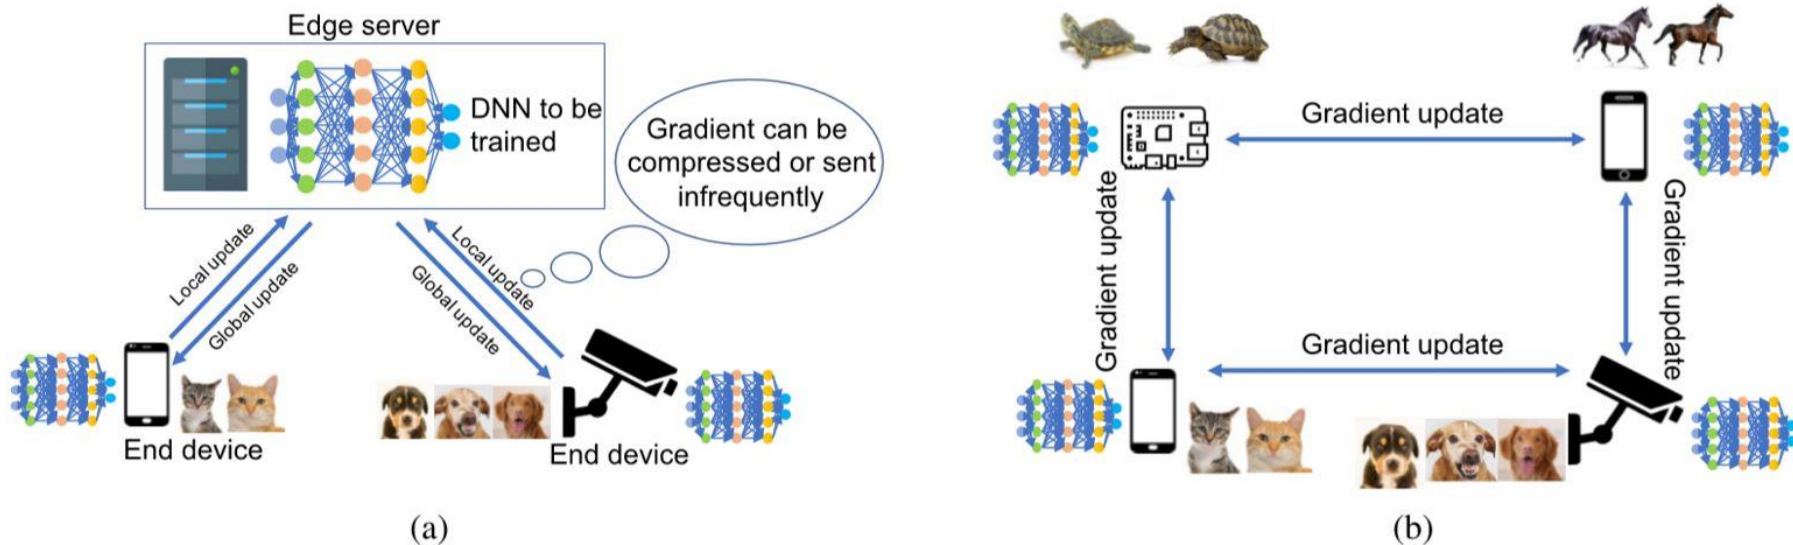 Edge server
DNN to be
trained
Gradient can be
compressed or sent
infrequently
Local update
Global update
Local update
Global update
End device
End device
(a)
Gradient update
Gradient update
Gradient update
Gradient update
(b)